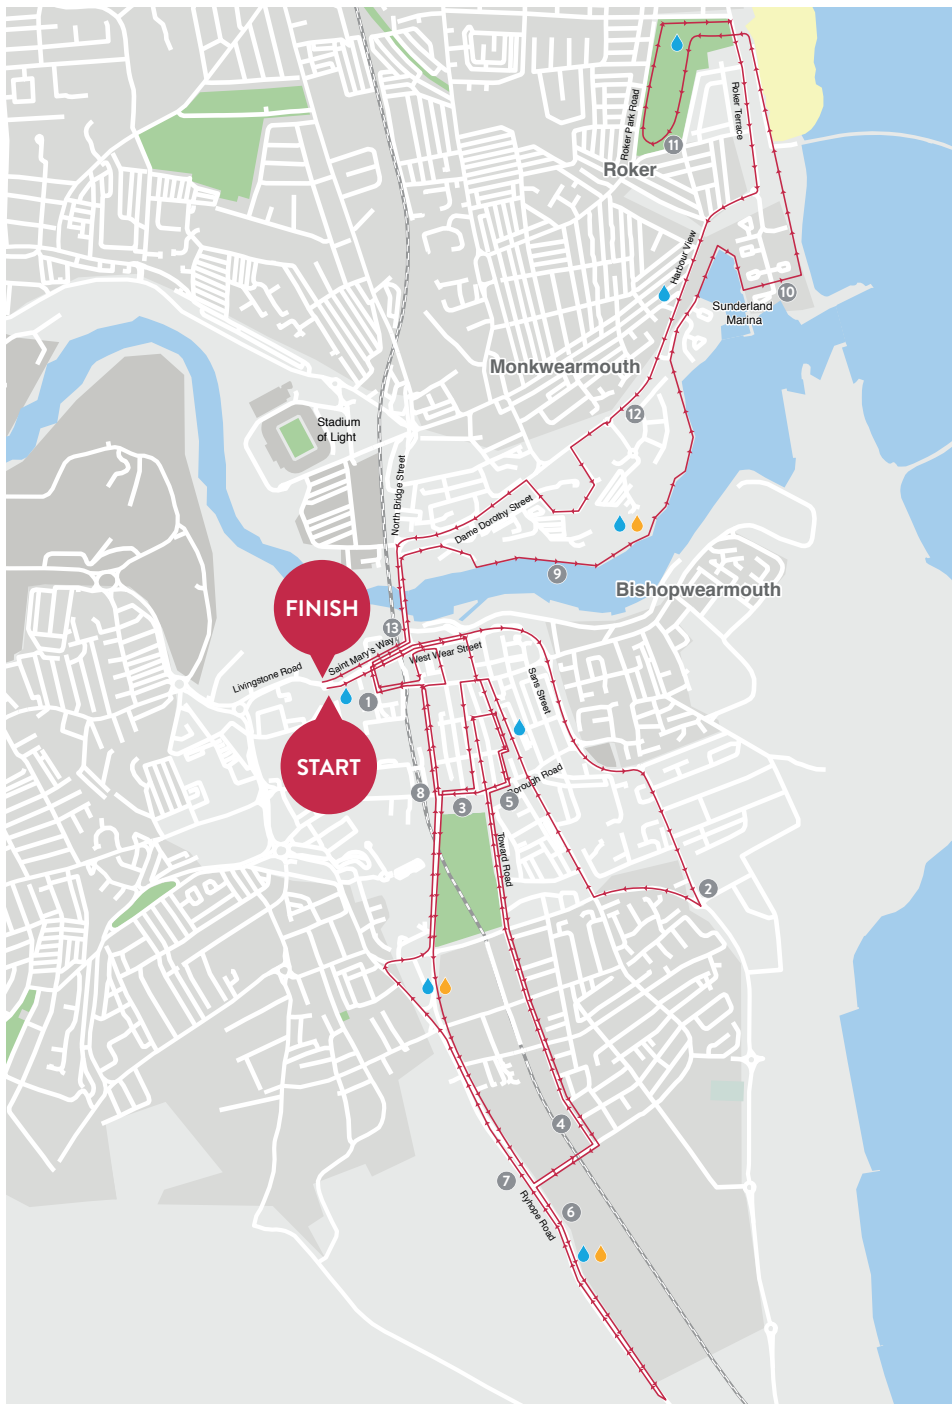 11
Roker Park Road
Roker Terrace
Roker
Harbour View
10
Sunderland
Marina
Monkwearmouth
12
Stadium
of Light
North Bridge Street
Dame Dorothy Street
9
Bishopwearmouth
FINISH
13
Saint Mary's Way
West Wear Street
Livingstone Road
Sans Street
1
START
Borough Road
8
3
5
Toward Road
2
4
7
6
Ryhope Road